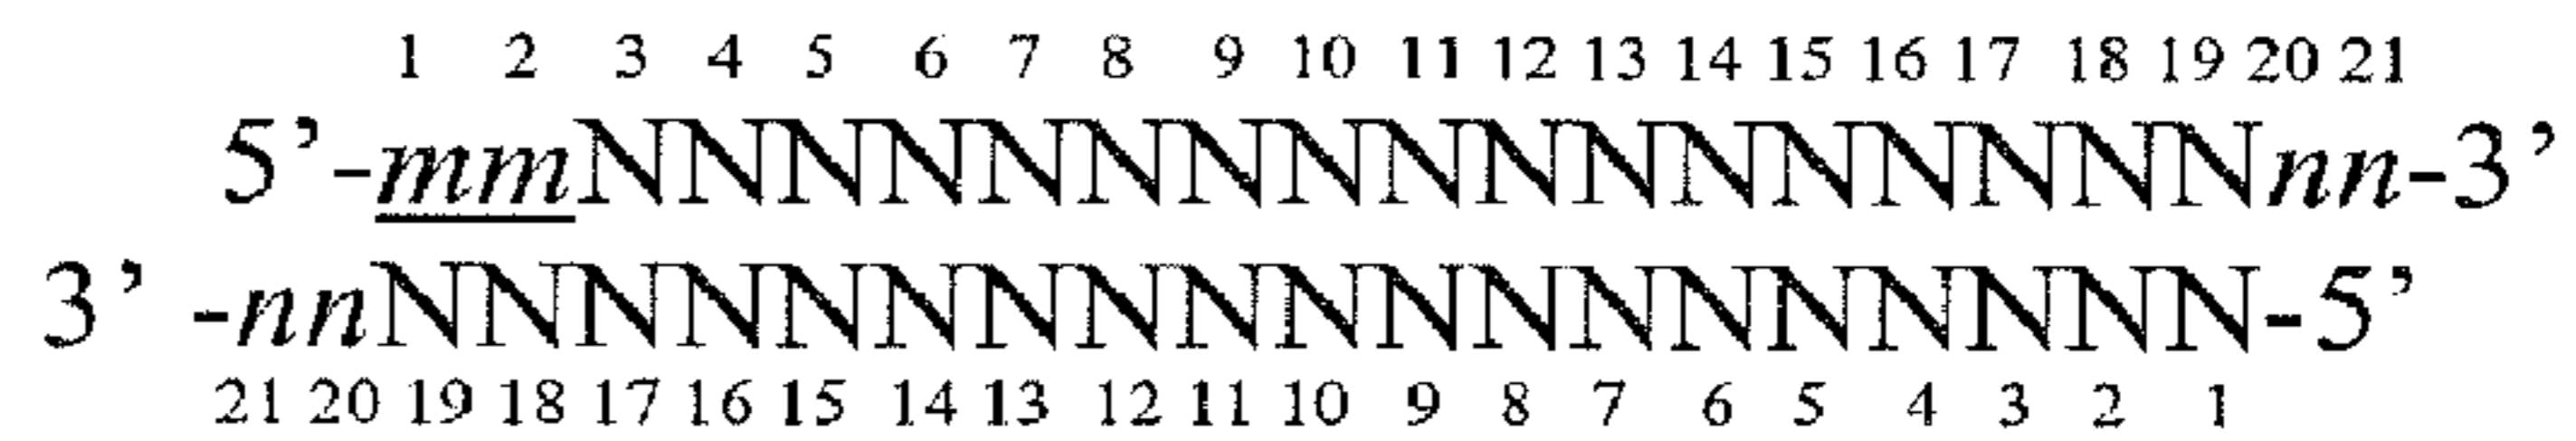 1 2 3 4 5 6 7 8 9 10 11 12 13 14 15 16 17 18 19 20 21
5’-mmNNNNNNNNNNNNNNNNNnn-3’
3’ -nnNNNNNNNNNNNNNNNNNNN-5’
21 20 19 18 17 16 15 14 13 12 11 10 9 8 7 6 5 4 3 2 1